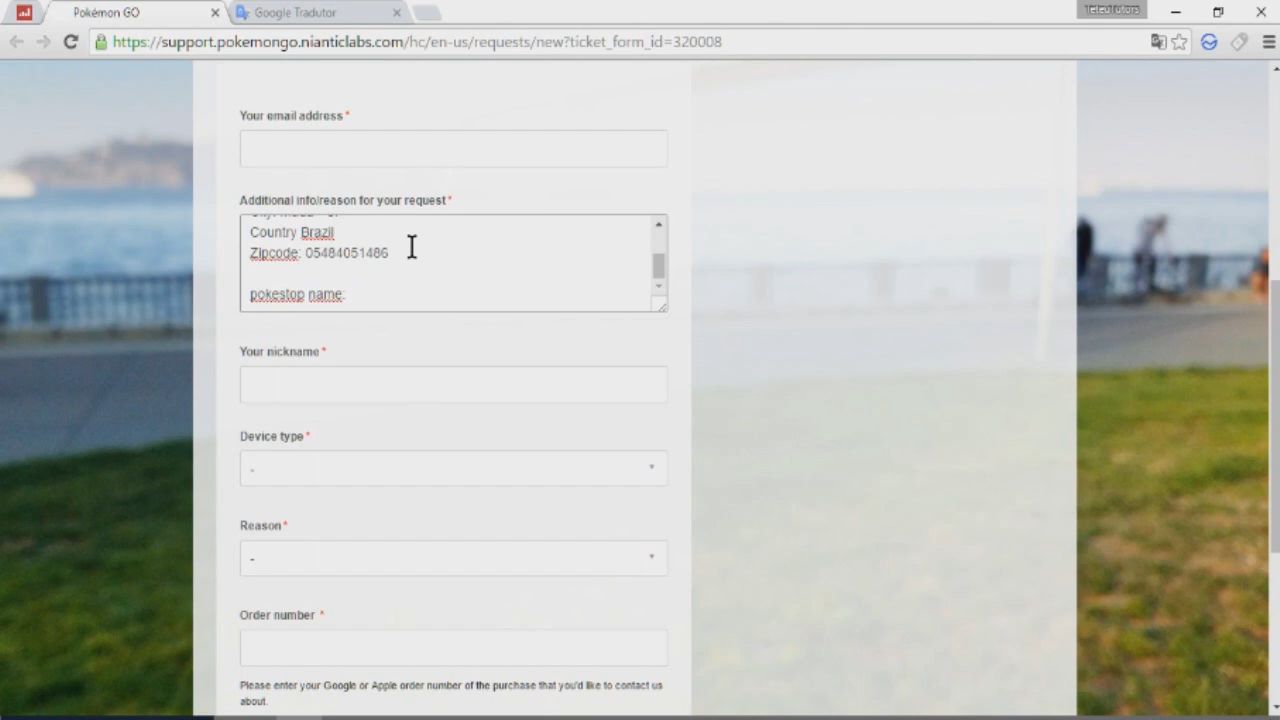 Pokémon GO
Google Tradutor
TeteuTutors
https://support.pokemongo.nianticlabs.com/hc/en-us/requests/new?ticket_form_id=320008
Your email address *
Additional info/reason for your request *
Country Brazil
Zipcode: 05484051486
pokestop name:
Your nickname *
Device type *
-
Reason *
-
Order number *
Please enter your Google or Apple order number of the purchase that you'd like to contact us
about.